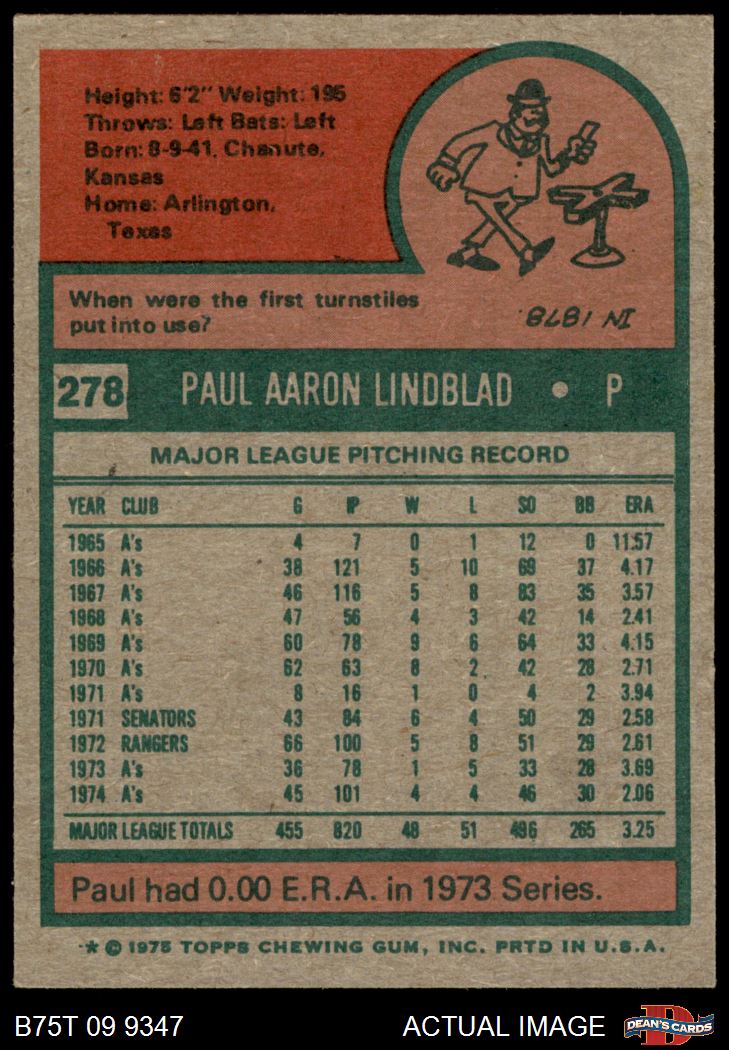 Height: 6'2" Weight: 195
Throws: Left Bats: Left
Born: 8-9-41, Chanute,
Kansas
Home: Arlington,
Texas
When were the first turnstiles
put into use?
IN 1878.
278 PAUL AARON LINDBLAD • P
MAJOR LEAGUE PITCHING RECORD
YEAR CLUB G IP W L SO BB ERA
1965 A's 4 7 0 1 12 0 11.57
1966 A's 38 121 5 10 69 37 4.17
1967 A's 46 116 5 8 83 35 3.57
1968 A's 47 56 4 3 42 14 2.41
1969 A's 60 78 9 6 64 33 4.15
1970 A's 62 63 8 2 42 28 2.71
1971 A's 8 16 1 0 4 2 3.94
1971 SENATORS 43 84 6 4 50 29 2.58
1972 RANGERS 66 100 5 8 51 29 2.61
1973 A's 36 78 1 5 33 28 3.69
1974 A's 45 101 4 4 46 30 2.06
MAJOR LEAGUE TOTALS 455 820 48 51 496 265 3.25
Paul had 0.00 E.R.A. in 1973 Series.
* © 1975 TOPPS CHEWING GUM, INC. PRTD IN U.S.A.
B75T 09 9347 ACTUAL IMAGE D DEAN'S CARDS